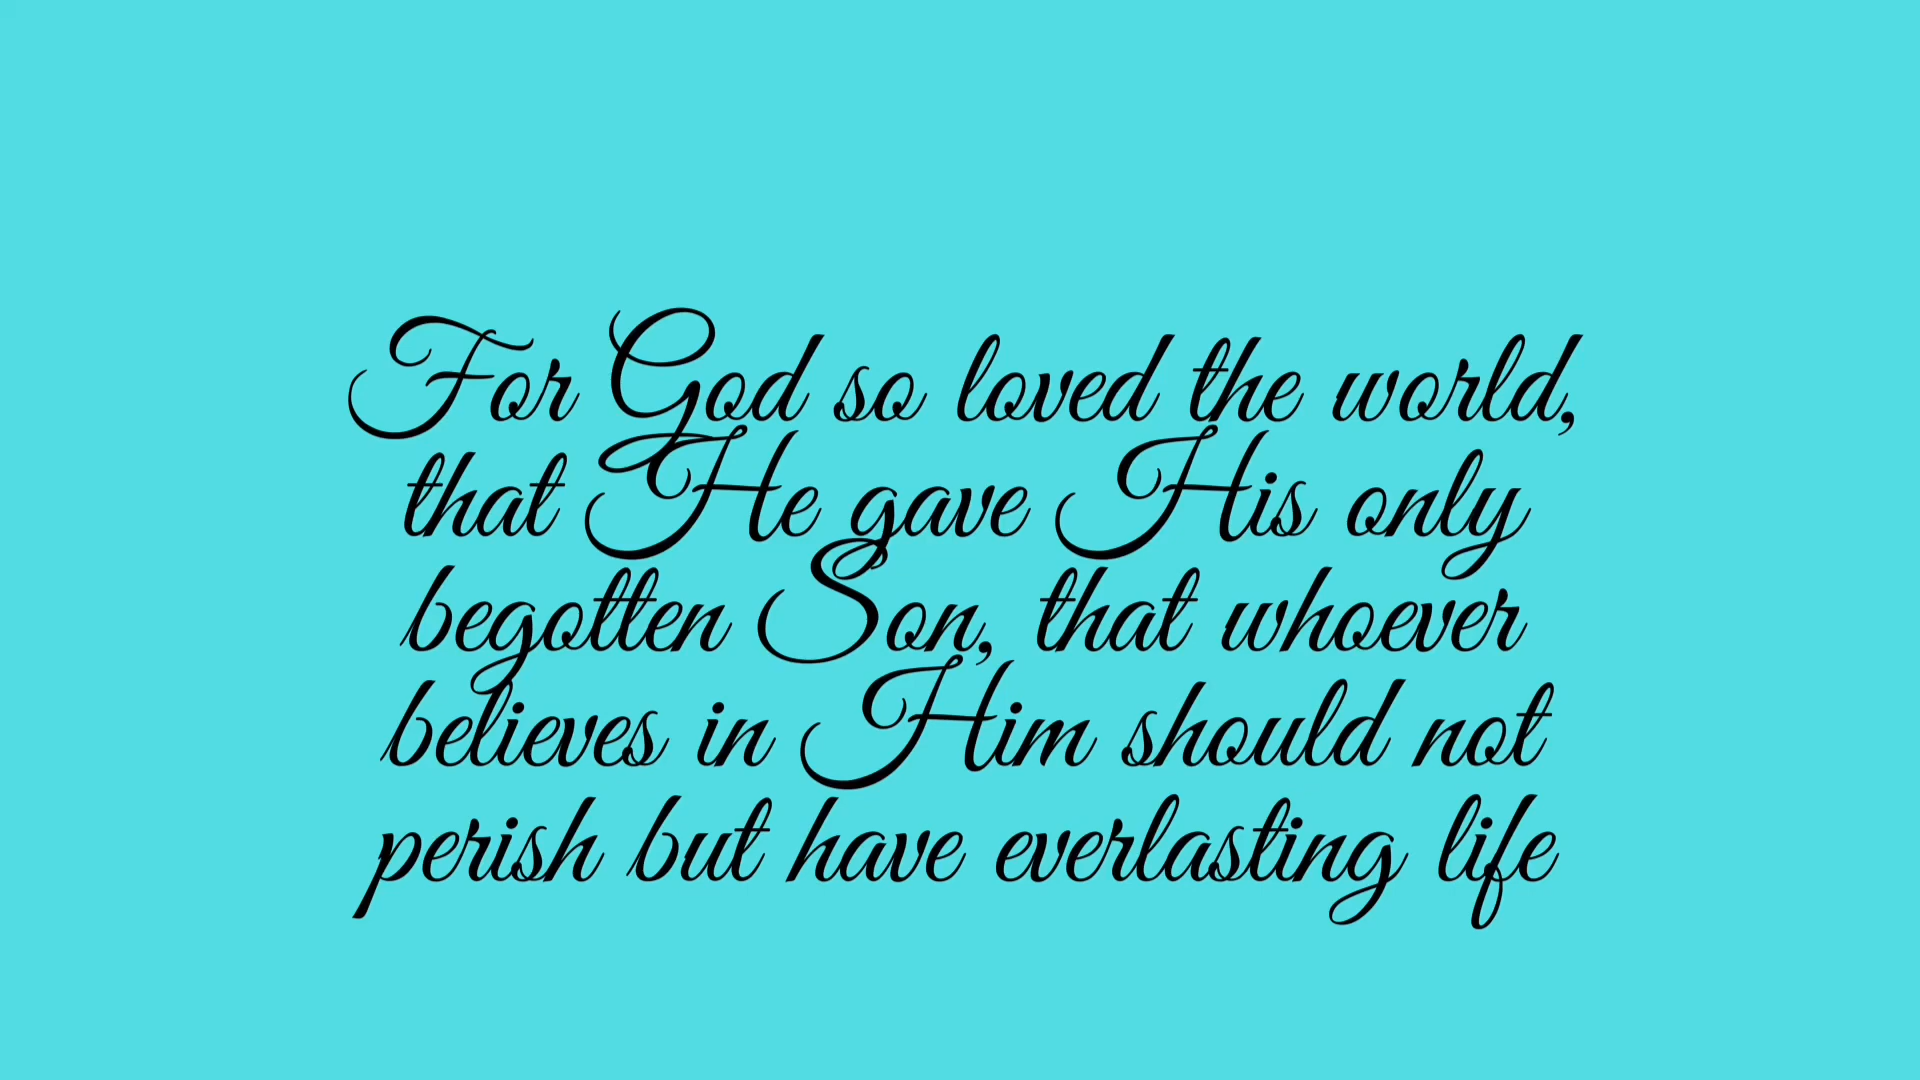 For God so loved the world,
that He gave His only
begotten Son, that whoever
believes in Him should not
perish but have everlasting life